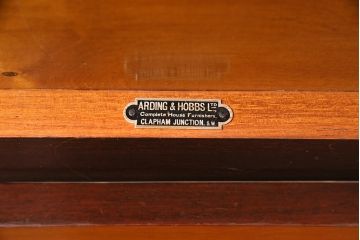 ARDING & HOBBS LTD
Complete House Furnishers,
CLAPHAM JUNCTION. S.W